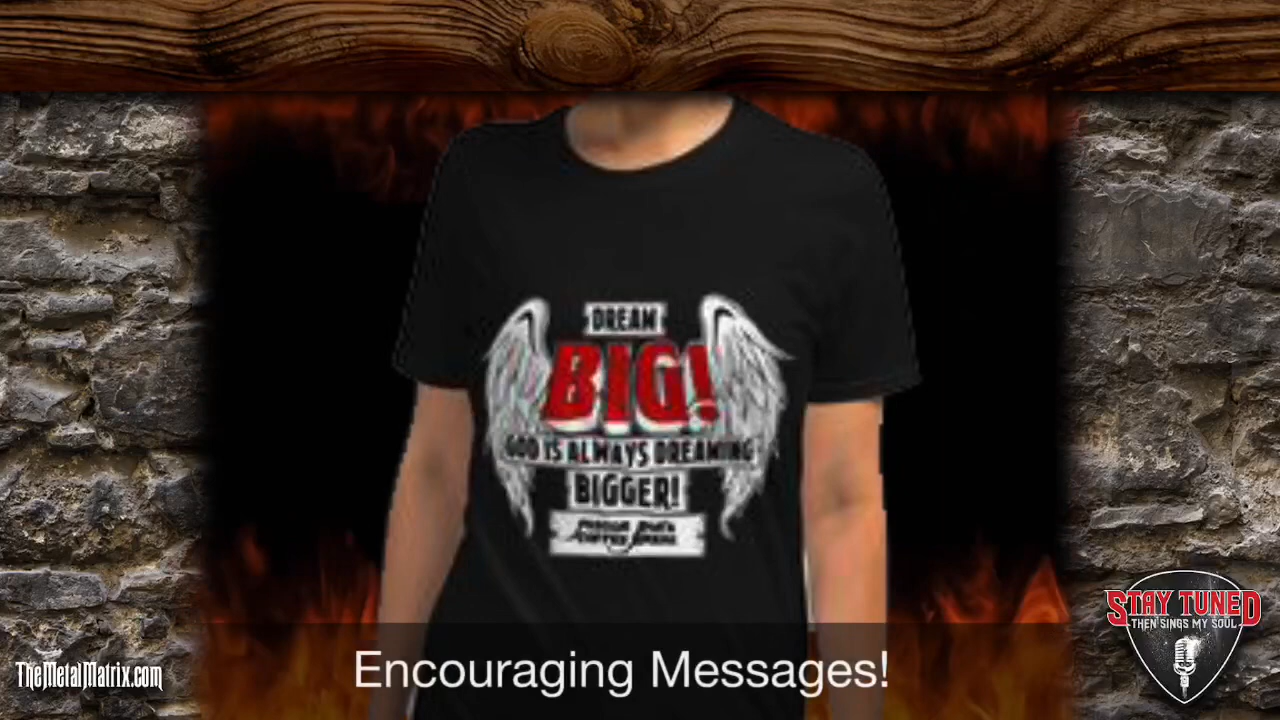 DREAM
BIG!
GOD IS ALWAYS DREAMING
BIGGER!
Encouraging Messages!
TheMetalMatrix.com
STAY TUNED
THEN SINGS MY SOUL